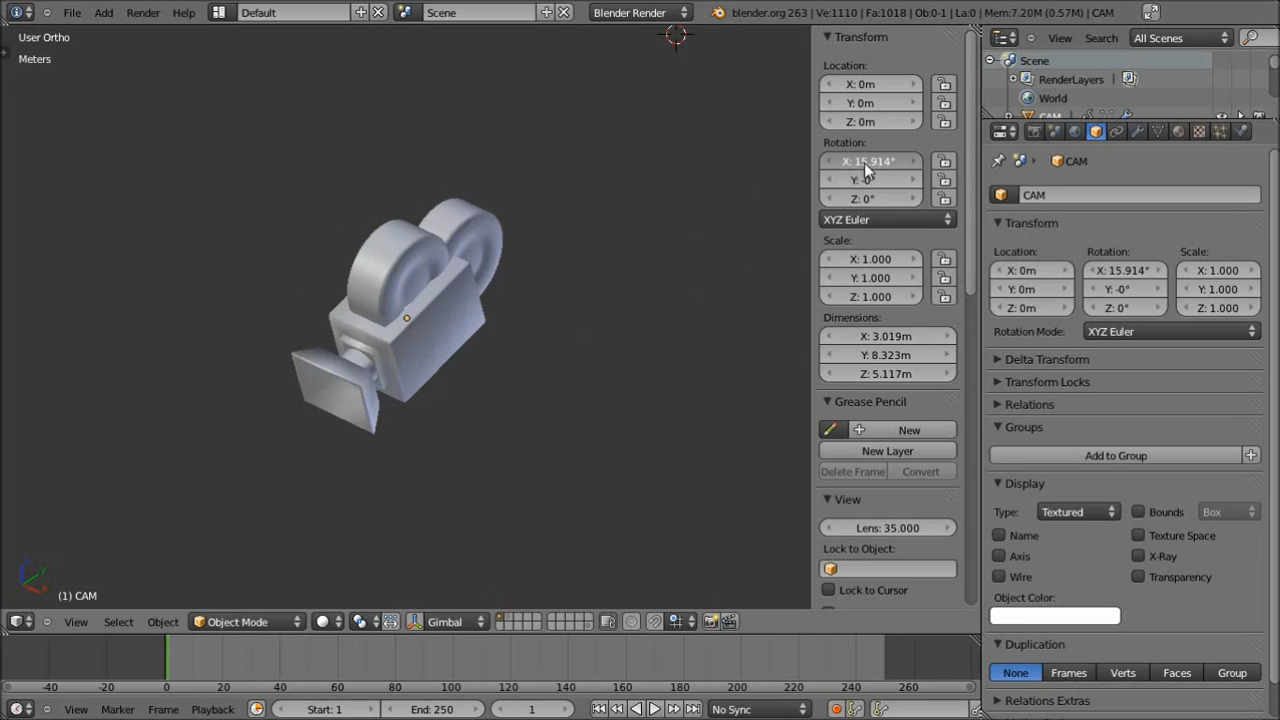 File Add Render Help Default Scene Blender Render blender.org 263 | Ve:1110 | Fa:1018 | Ob:0-1 | La:0 | Mem:7.20M (0.57M) | CAM
User Ortho
Meters
(1) CAM
Transform
Location:
X: 0m
Y: 0m
Z: 0m
Rotation:
X: 15.914°
Y: -0°
Z: 0°
XYZ Euler
Scale:
X: 1.000
Y: 1.000
Z: 1.000
Dimensions:
X: 3.019m
Y: 8.323m
Z: 5.117m
Grease Pencil
New
New Layer
Delete Frame Convert
View
Lens: 35.000
Lock to Object:
Lock to Cursor
View Search All Scenes
Scene
RenderLayers
World
CAM
CAM
CAM
Transform
Location: Rotation: Scale:
X: 0m X: 15.914° X: 1.000
Y: 0m Y: -0° Y: 1.000
Z: 0m Z: 0° Z: 1.000
Rotation Mode: XYZ Euler
Delta Transform
Transform Locks
Relations
Groups
Add to Group
Display
Type: Textured Bounds Box
Name Texture Space
Axis X-Ray
Wire Transparency
Object Color:
Duplication
None Frames Verts Faces Group
Relations Extras
View Select Object Object Mode Gimbal
-40 -20 0 20 40 60 80 100 120 140 160 180 200 220 240 260
View Marker Frame Playback Start: 1 End: 250 1 No Sync